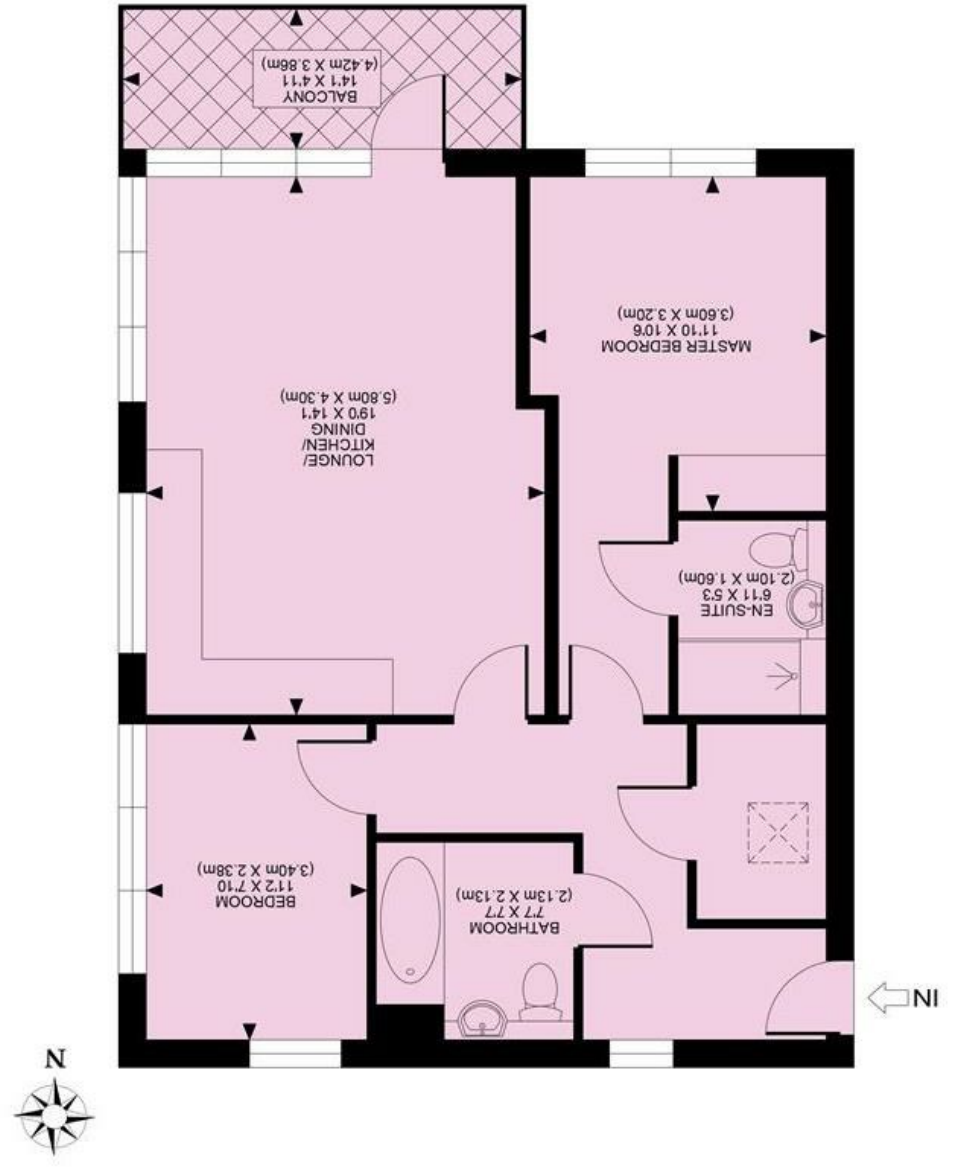 BALCONY
14'1 X 4'11
(4.42m X 3.86m)
MASTER BEDROOM
11'10 X 10'6
(3.60m X 3.20m)
LOUNGE/
KITCHEN/
DINING
19'0 X 14'1
(5.80m X 4.30m)
EN-SUITE
6'11 X 5'3
(2.10m X 1.60m)
BEDROOM
11'2 X 7'10
(3.40m X 2.38m)
BATHROOM
7'7 X 7'7
(2.13m X 2.13m)
IN
N